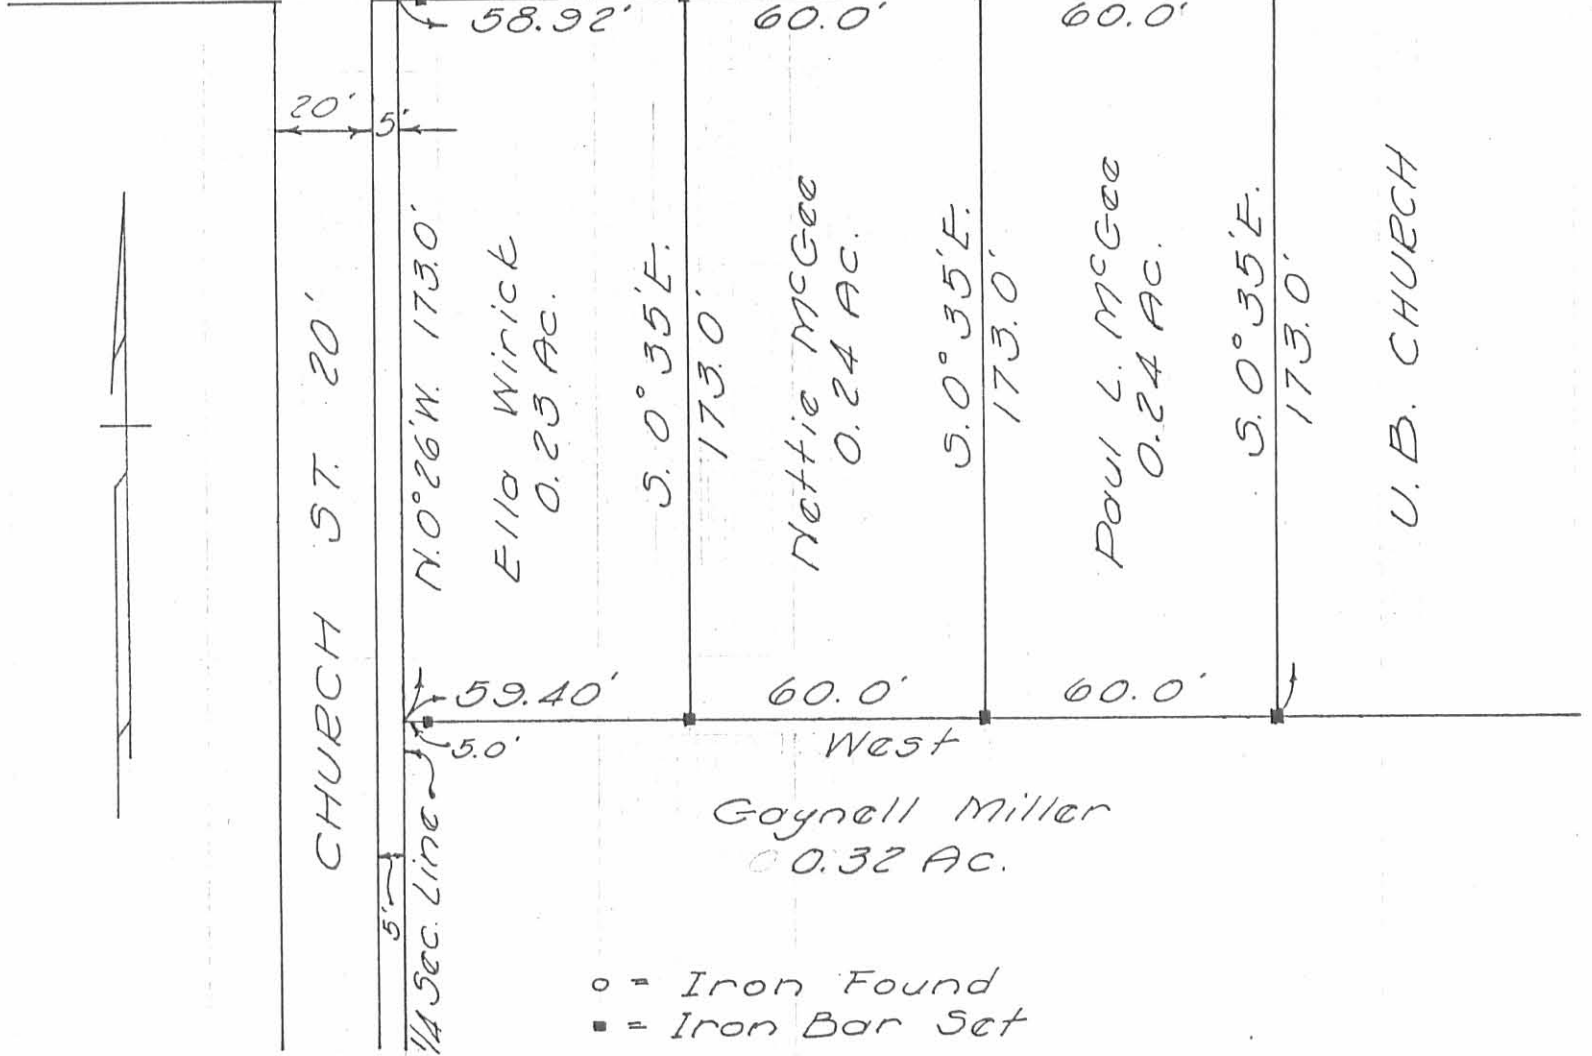 58.92'
60.0'
60.0'
20'
5'
CHURCH ST. 20'
N.0°26'W. 173.0'
Ella Wirick
0.23 Ac.
S. 0° 35' E.
173.0'
Nettie McGee
0.24 Ac.
S. 0° 35' E.
173.0'
Paul L. McGee
0.24 Ac.
S. 0° 35' E.
173.0'
U. B. CHURCH
59.40'
60.0'
60.0'
5.0'
West
Gaynell Miller
0.32 Ac.
5'
1/4 Sec. Line
o = Iron Found
■ = Iron Bar Set